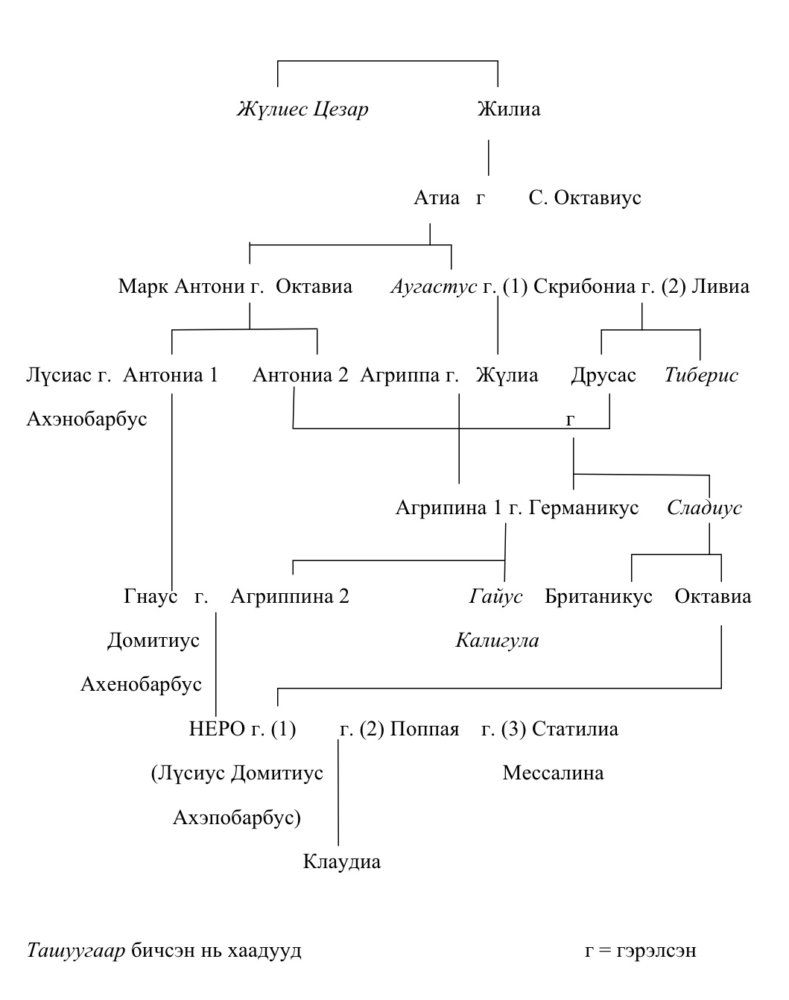 Жүлиес Цезар Жилиа
Атиа г С. Октавиус
Марк Антони г. Октавиа Аугастус г. (1) Скрибониа г. (2) Ливиа
Лүсиас г. Антониа 1 Антониа 2 Агриппа г. Жүлиа Друсас Тиберис
Ахэнобарбус г
Агрипина 1 г. Германикус Сладиус
Гнаус г. Агриппина 2 Гайус Британикус Октавиа
Домитиус Калигула
Ахенобарбус
НЕРО г. (1) г. (2) Поппая г. (3) Статилиа
(Лүсиус Домитиус Мессалина
Ахэпобарбус)
Клаудиа
Ташуугаар бичсэн нь хаадууд г = гэрэлсэн